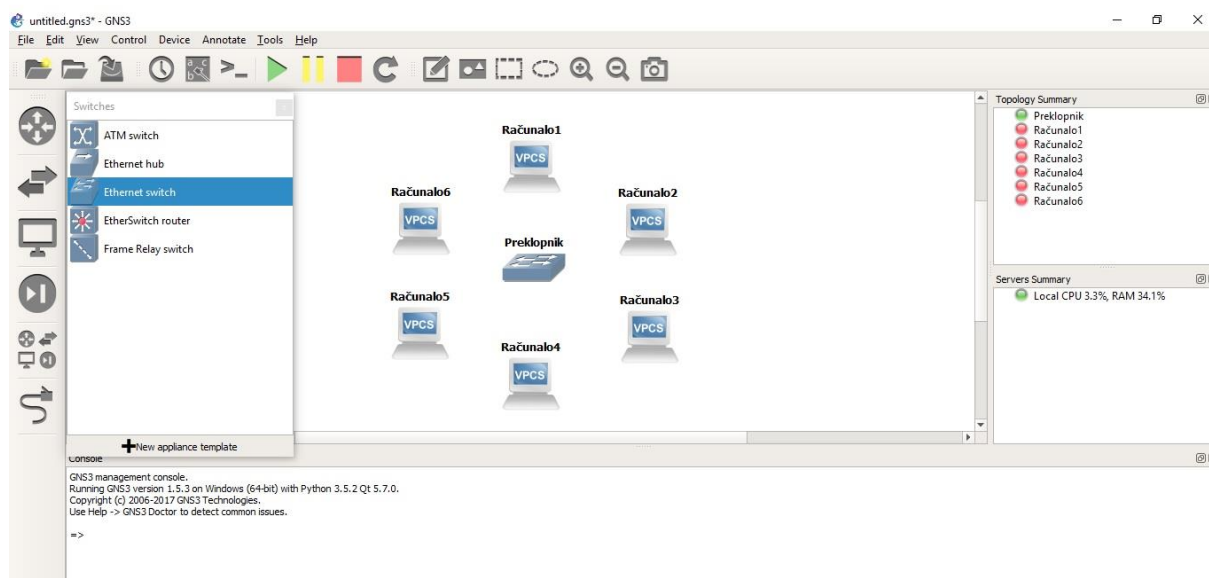 untitled.gns3* - GNS3
File Edit View Control Device Annotate Tools Help
Switches
ATM switch
Ethernet hub
Ethernet switch
EtherSwitch router
Frame Relay switch
New appliance template
Računalo1
VPCS
Računalo6
VPCS
Računalo2
VPCS
Preklopnik
Računalo5
VPCS
Računalo3
VPCS
Računalo4
VPCS
Topology Summary
Preklopnik
Računalo1
Računalo2
Računalo3
Računalo4
Računalo5
Računalo6
Servers Summary
Local CPU 3.3%, RAM 34.1%
Console
GNS3 management console.
Running GNS3 version 1.5.3 on Windows (64-bit) with Python 3.5.2 Qt 5.7.0.
Copyright (c) 2006-2017 GNS3 Technologies.
Use Help -> GNS3 Doctor to detect common issues.
=>